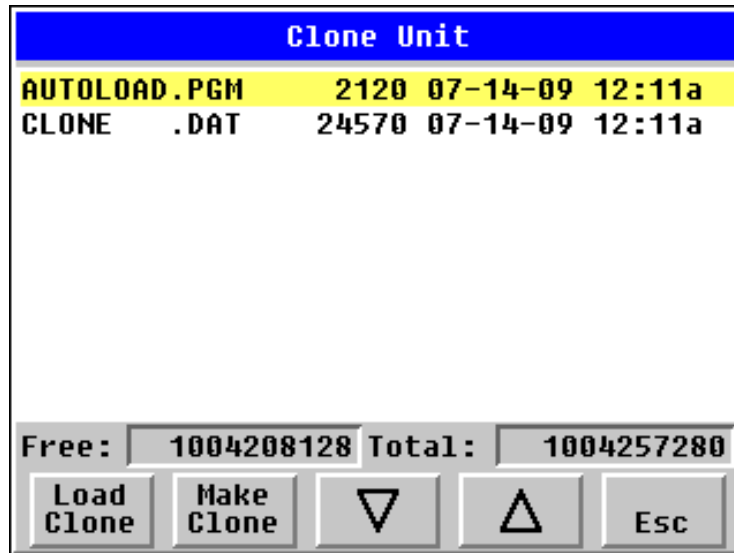 Clone Unit
AUTOLOAD.PGM 2120 07-14-09 12:11a
CLONE .DAT 24570 07-14-09 12:11a
Free: 1004208128 Total: 1004257280
Load Clone
Make Clone
Esc